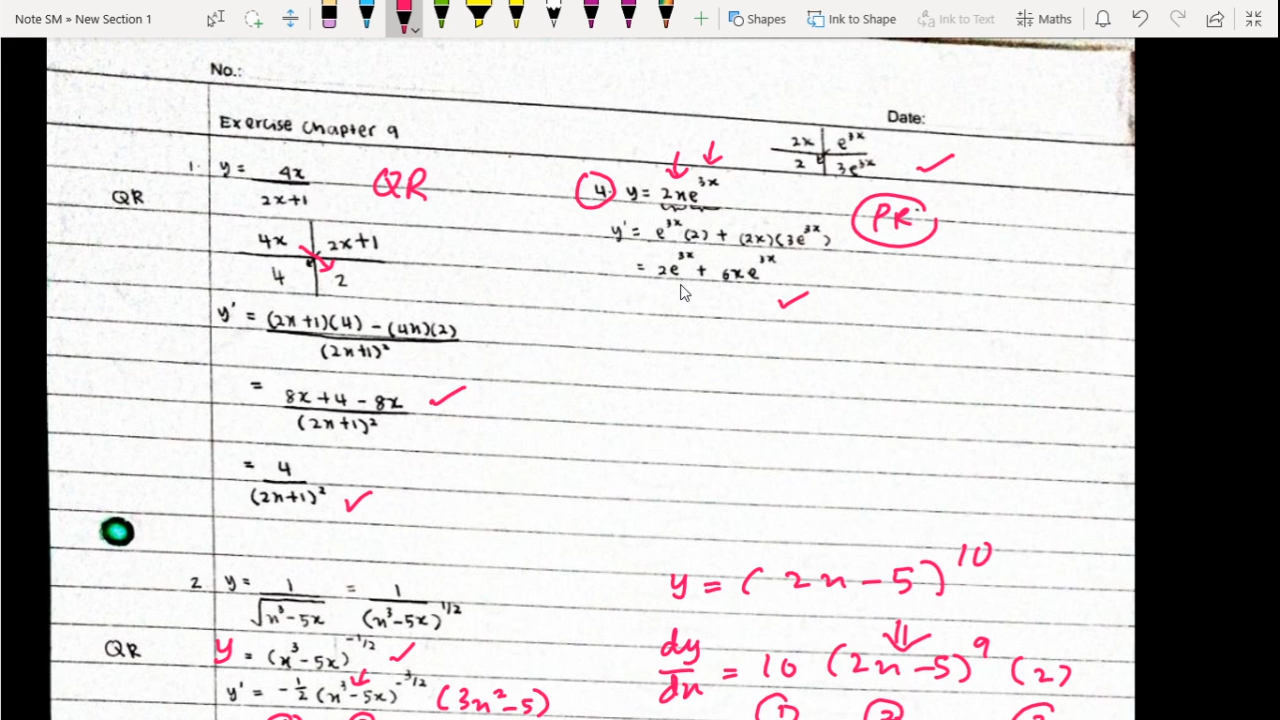 Note SM » New Section 1
Shapes
Ink to Shape
Ink to Text
Maths
No.:
Date:
Exercise Chapter 9
1. y = 4x / 2x+1
QR
QR
4x | 2x+1
4 | 2
y' = (2x+1)(4) - (4x)(2) / (2x+1)²
= 8x+4-8x / (2x+1)²
= 4 / (2x+1)²
2x | e^3x
2 | 3e^3x
4. y = 2xe^3x
PR
y' = e^3x (2) + (2x)(3e^3x)
= 2e^3x + 6xe^3x
2 y = 1 / √x³-5x = 1 / (x³-5x)^1/2
QR
y = (x³-5x)^-1/2
y' = -1/2 (x³-5x)^-3/2 (3x²-5)
y = (2x-5)^10
dy/dx = 10 (2x-5)^9 (2)
1 2